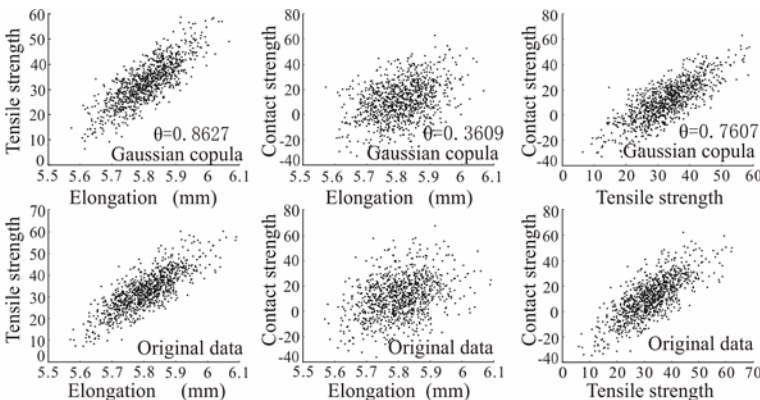 60
50
40
30
20
10
0
Tensile strength
θ=0.8627
Gaussian copula
5.5 5.6 5.7 5.8 5.9 6 6.1
Elongation (mm)
80
60
40
20
0
-20
-40
Contact strength
θ=0.3609
Gaussian copula
5.5 5.6 5.7 5.8 5.9 6 6.1
Elongation (mm)
80
60
40
20
0
-20
-40
Contact strength
θ=0.7607
Gaussian copula
0 10 20 30 40 50 60
Tensile strength
70
60
50
40
30
20
10
0
Tensile strength
Original data
5.5 5.6 5.7 5.8 5.9 6 6.1
Elongation (mm)
80
60
40
20
0
-20
-40
Contact strength
Original data
5.5 5.6 5.7 5.8 5.9 6 6.1
Elongation (mm)
80
60
40
20
0
-20
-40
Contact strength
Original data
0 10 20 30 40 50 60 70
Tensile strength